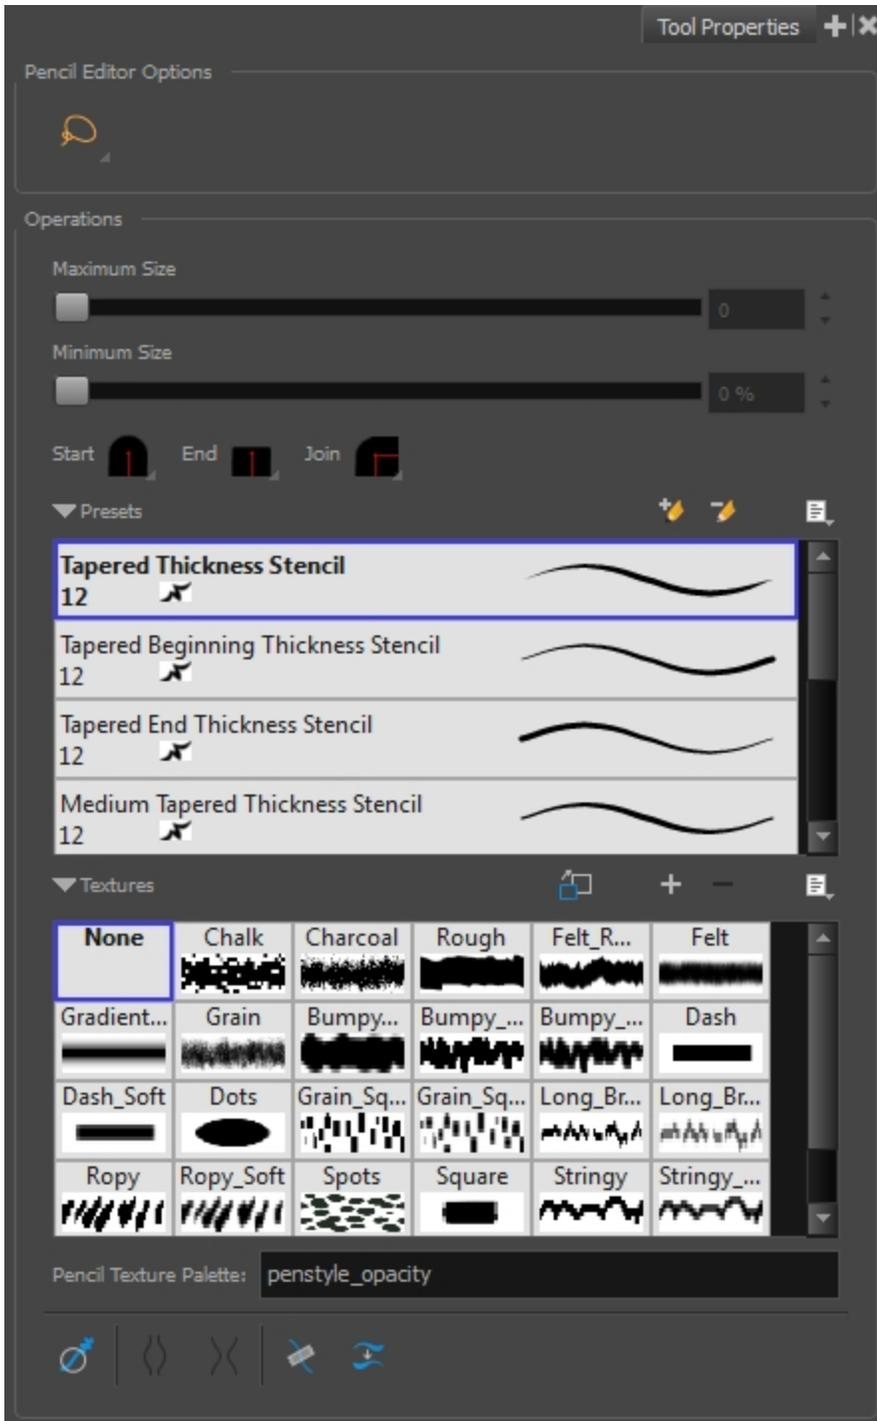 Tool Properties
Pencil Editor Options
Operations
Maximum Size
0
Minimum Size
0 %
Start End Join
Presets
Tapered Thickness Stencil
12
Tapered Beginning Thickness Stencil
12
Tapered End Thickness Stencil
12
Medium Tapered Thickness Stencil
12
Textures
None Chalk Charcoal Rough Felt_R... Felt
Gradient... Grain Bumpy... Bumpy_... Bumpy_... Dash
Dash_Soft Dots Grain_Sq... Grain_Sq... Long_Br... Long_Br...
Ropy Ropy_Soft Spots Square Stringy Stringy_...
Pencil Texture Palette: penstyle_opacity